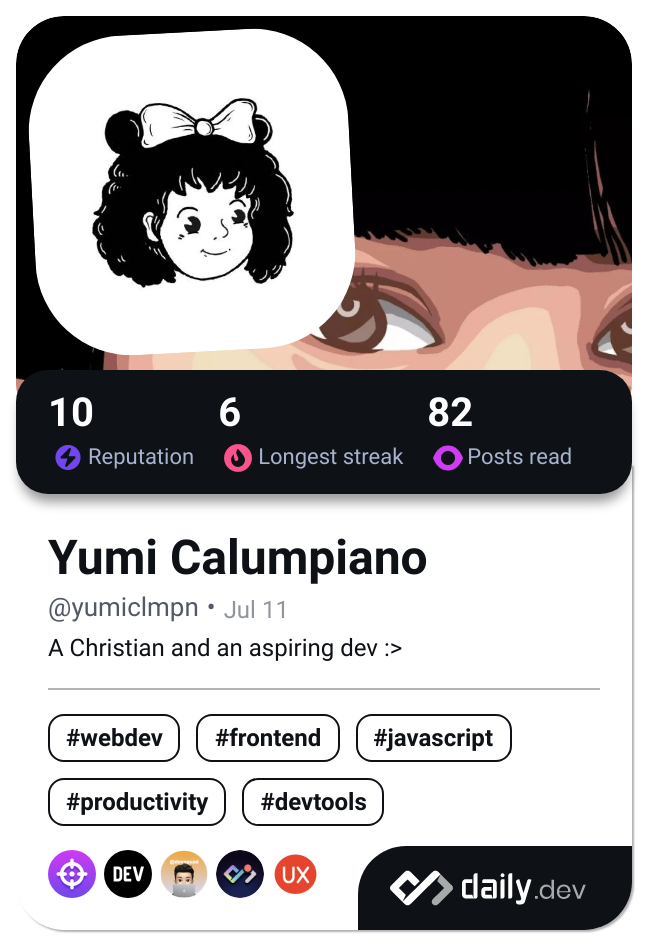 10 6 82
Reputation Longest streak Posts read
Yumi Calumpiano
@yumiclmpn • Jul 11
A Christian and an aspiring dev :>
#webdev #frontend #javascript
#productivity #devtools
DEV UX
daily.dev